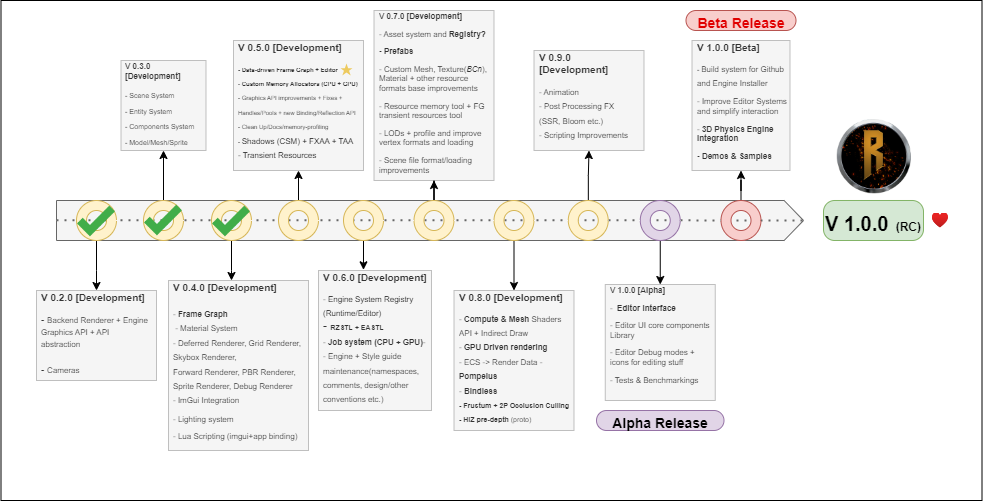 V 0.3.0
[Development]
- Scene System
- Entity System
- Components System
- Model/Mesh/Sprite
V 0.5.0 [Development]
- Data-driven Frame Graph + Editor
- Custom Memory Allocators (CPU + GPU)
- Graphics API improvements + Fixes +
Handles/Pools + new Binding/Reflection API
- Clean Up/Docs/memory-profiling
- Shadows (CSM) + FXAA + TAA
- Transient Resources
V 0.7.0 [Development]
- Asset system and Registry?
- Prefabs
- Custom Mesh, Texture(BCn),
Material + other resource
formats base improvements
- Resource memory tool + FG
transient resources tool
- LODs + profile and improve
vertex formats and loading
- Scene file format/loading
improvements
V 0.9.0
[Development]
- Animation
- Post Processing FX
(SSR, Bloom etc.)
- Scripting Improvements
Beta Release
V 1.0.0 [Beta]
- Build system for Github
and Engine Installer
- Improve Editor Systems
and simplify interaction
- 3D Physics Engine
Integration
- Demos & Samples
R
V 1.0.0 (RC)
V 0.2.0 [Development]
- Backend Renderer + Engine
Graphics API + API
abstraction
- Cameras
V 0.4.0 [Development]
- Frame Graph
- Material System
- Deferred Renderer, Grid Renderer,
Skybox Renderer,
Forward Renderer, PBR Renderer,
Sprite Renderer, Debug Renderer
- ImGui Integration
- Lighting system
- Lua Scripting (imgui+app binding)
V 0.6.0 [Development]
- Engine System Registry
(Runtime/Editor)
- RZSTL + EASTL
- Job system (CPU + GPU)-
- Engine + Style guide
maintenance(namespaces,
comments, design/other
conventions etc.)
V 0.8.0 [Development]
- Compute & Mesh Shaders
API + Indirect Draw
- GPU Driven rendering
- ECS -> Render Data -
Pompeius
- Bindless
- Frustum + 2P Occlusion Culling
- HiZ pre-depth (proto)
V 1.0.0 [Alpha]
- Editor Interface
- Editor UI core components
Library
- Editor Debug modes +
icons for editing stuff
- Tests & Benchmarkings
Alpha Release